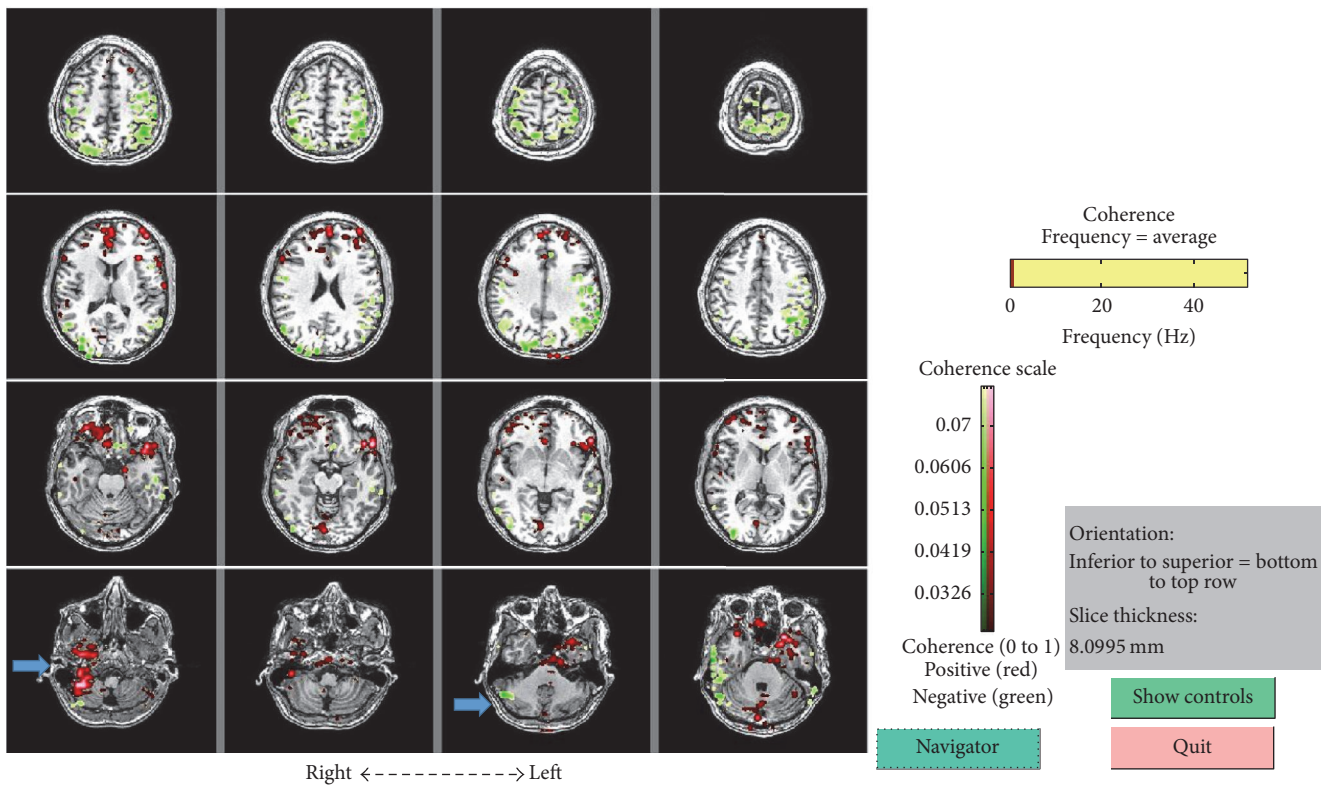 Coherence
Frequency = average
0
20
40
Frequency (Hz)
Coherence scale
0.07
0.0606
0.0513
0.0419
0.0326
Coherence (0 to 1)
Positive (red)
Negative (green)
Orientation:
Inferior to superior = bottom
to top row
Slice thickness:
8.0995 mm
Show controls
Navigator
Quit
Right
Left